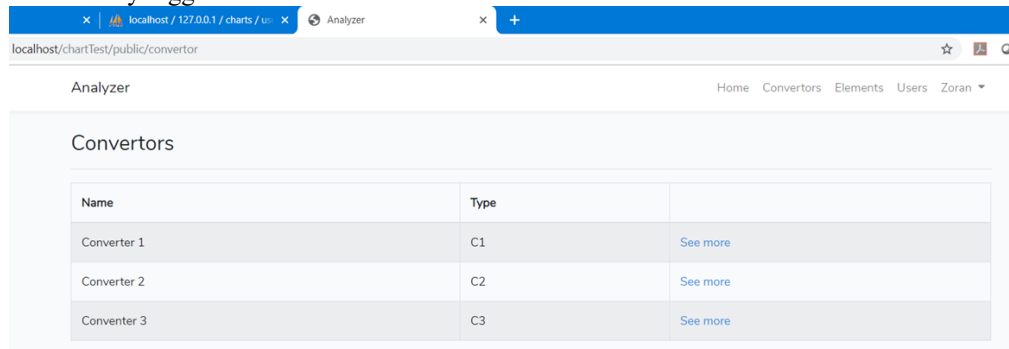 localhost / 127.0.0.1 / charts / us
Analyzer
localhost/chartTest/public/convertor
Analyzer Home Convertors Elements Users Zoran
Convertors
Name Type
Converter 1 C1 See more
Converter 2 C2 See more
Conventer 3 C3 See more